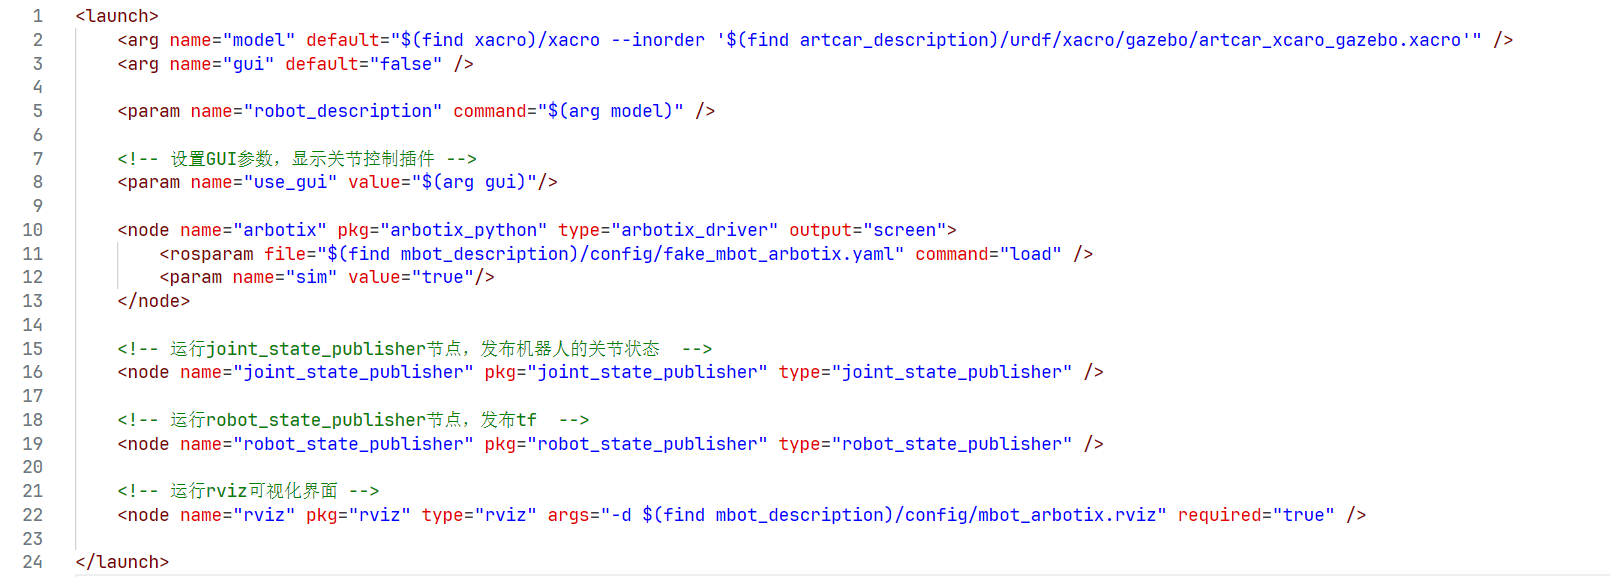 1 <launch>
2 <arg name="model" default="$(find xacro)/xacro --inorder '$(find artcar_description)/urdf/xacro/gazebo/artcar_xcaro_gazebo.xacro'" />
3 <arg name="gui" default="false" />
4
5 <param name="robot_description" command="$(arg model)" />
6
7 <!-- 设置GUI参数，显示关节控制插件 -->
8 <param name="use_gui" value="$(arg gui)"/>
9
10 <node name="arbotix" pkg="arbotix_python" type="arbotix_driver" output="screen">
11 <rosparam file="$(find mbot_description)/config/fake_mbot_arbotix.yaml" command="load" />
12 <param name="sim" value="true"/>
13 </node>
14
15 <!-- 运行joint_state_publisher节点，发布机器人的关节状态  -->
16 <node name="joint_state_publisher" pkg="joint_state_publisher" type="joint_state_publisher" />
17
18 <!-- 运行robot_state_publisher节点，发布tf  -->
19 <node name="robot_state_publisher" pkg="robot_state_publisher" type="robot_state_publisher" />
20
21 <!-- 运行rviz可视化界面 -->
22 <node name="rviz" pkg="rviz" type="rviz" args="-d $(find mbot_description)/config/mbot_arbotix.rviz" required="true" />
23
24 </launch>